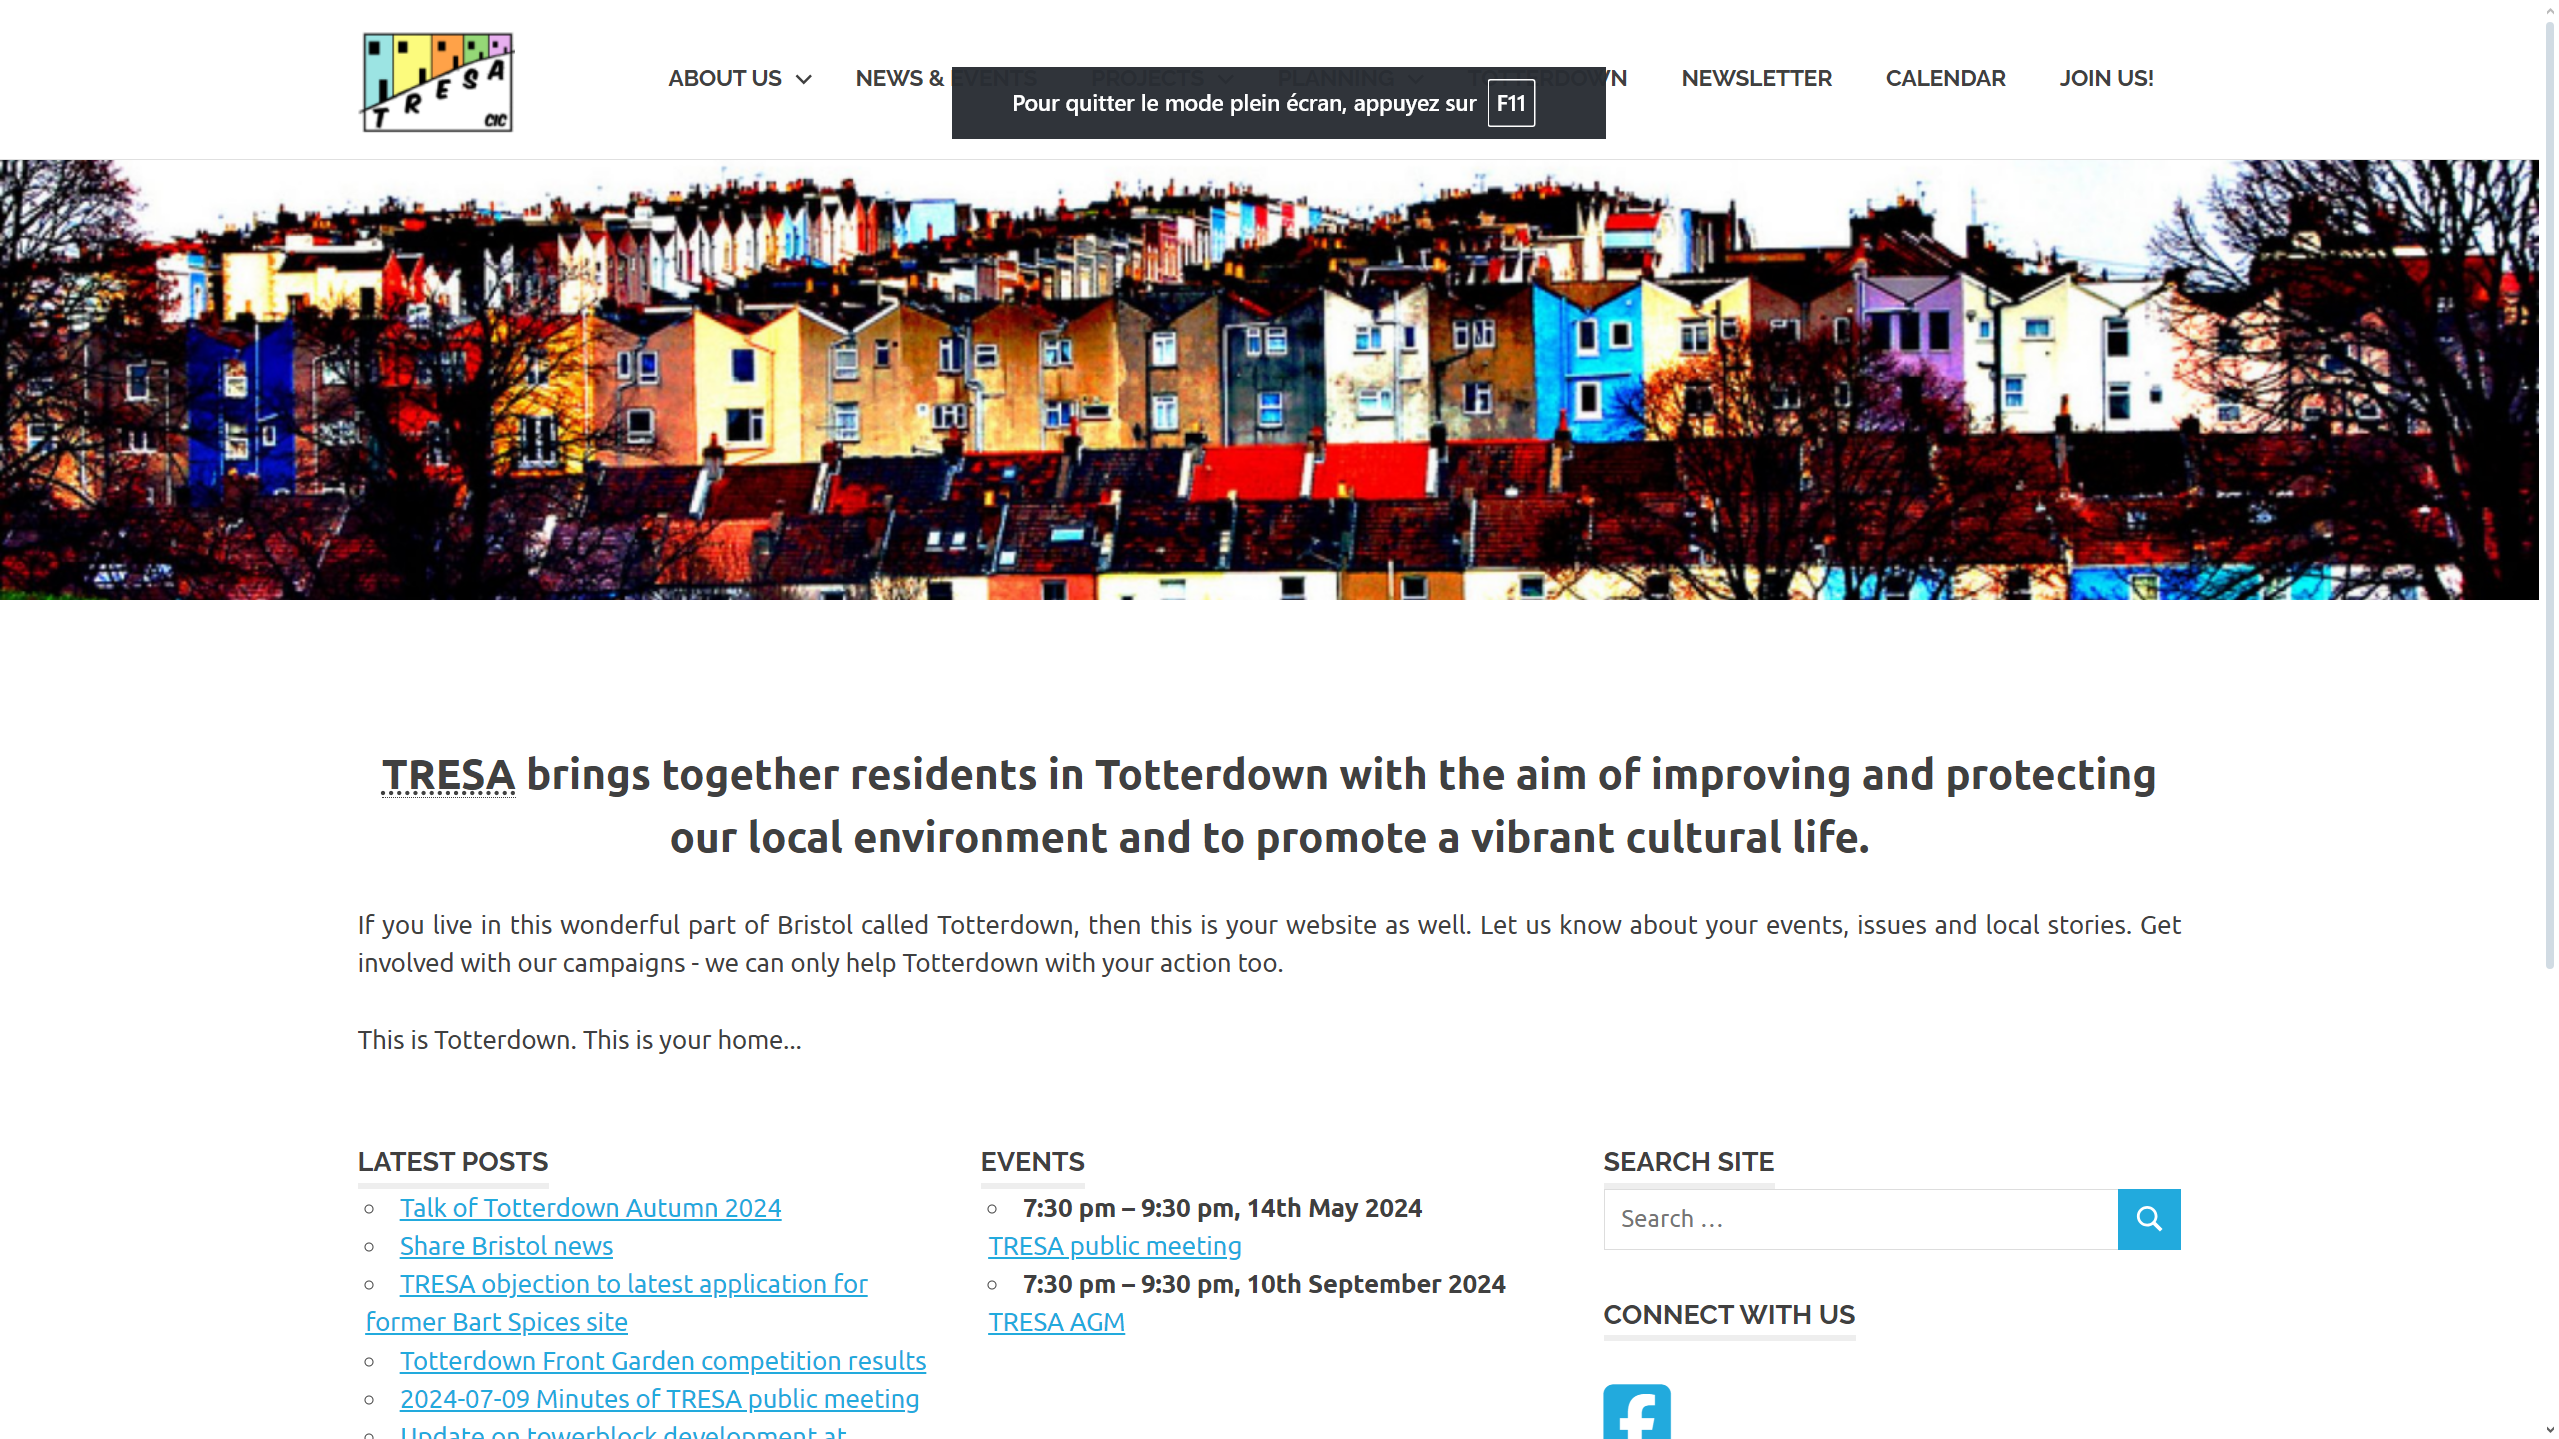 TRESA
CIC
ABOUT US
NEWS & EVENTS
PROJECTS
PLANNING
TOTTERDOWN
NEWSLETTER
CALENDAR
JOIN US!
Pour quitter le mode plein écran, appuyez sur F11
TRESA brings together residents in Totterdown with the aim of improving and protecting
our local environment and to promote a vibrant cultural life.
If you live in this wonderful part of Bristol called Totterdown, then this is your website as well. Let us know about your events, issues and local stories. Get
involved with our campaigns - we can only help Totterdown with your action too.
This is Totterdown. This is your home...
LATEST POSTS
Talk of Totterdown Autumn 2024
Share Bristol news
TRESA objection to latest application for
former Bart Spices site
Totterdown Front Garden competition results
2024-07-09 Minutes of TRESA public meeting
Update on towerblock development at
EVENTS
7:30 pm – 9:30 pm, 14th May 2024
TRESA public meeting
7:30 pm – 9:30 pm, 10th September 2024
TRESA AGM
SEARCH SITE
Search …
CONNECT WITH US